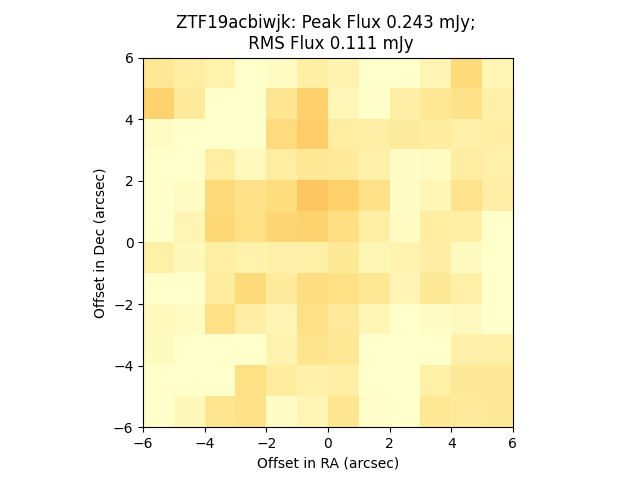 ZTF19acbiwjk: Peak Flux 0.243 mJy;
RMS Flux 0.111 mJy
6
4
2
0
−2
−4
−6
Offset in Dec (arcsec)
−6 −4 −2 0 2 4 6
Offset in RA (arcsec)